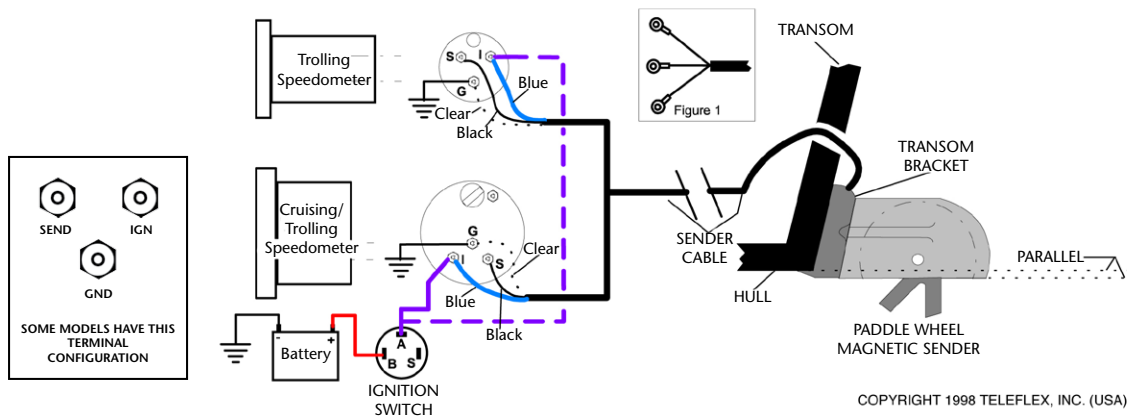 Trolling
Speedometer
S
I
G
Blue
Clear
Black
Figure 1
TRANSOM
TRANSOM
BRACKET
SEND
IGN
GND
SOME MODELS HAVE THIS
TERMINAL
CONFIGURATION
Cruising/
Trolling
Speedometer
G
I
S
Clear
Blue
Black
SENDER
CABLE
HULL
PARALLEL
PADDLE WHEEL
MAGNETIC SENDER
-
+
Battery
A
B
S
IGNITION
SWITCH
COPYRIGHT 1998 TELEFLEX, INC. (USA)